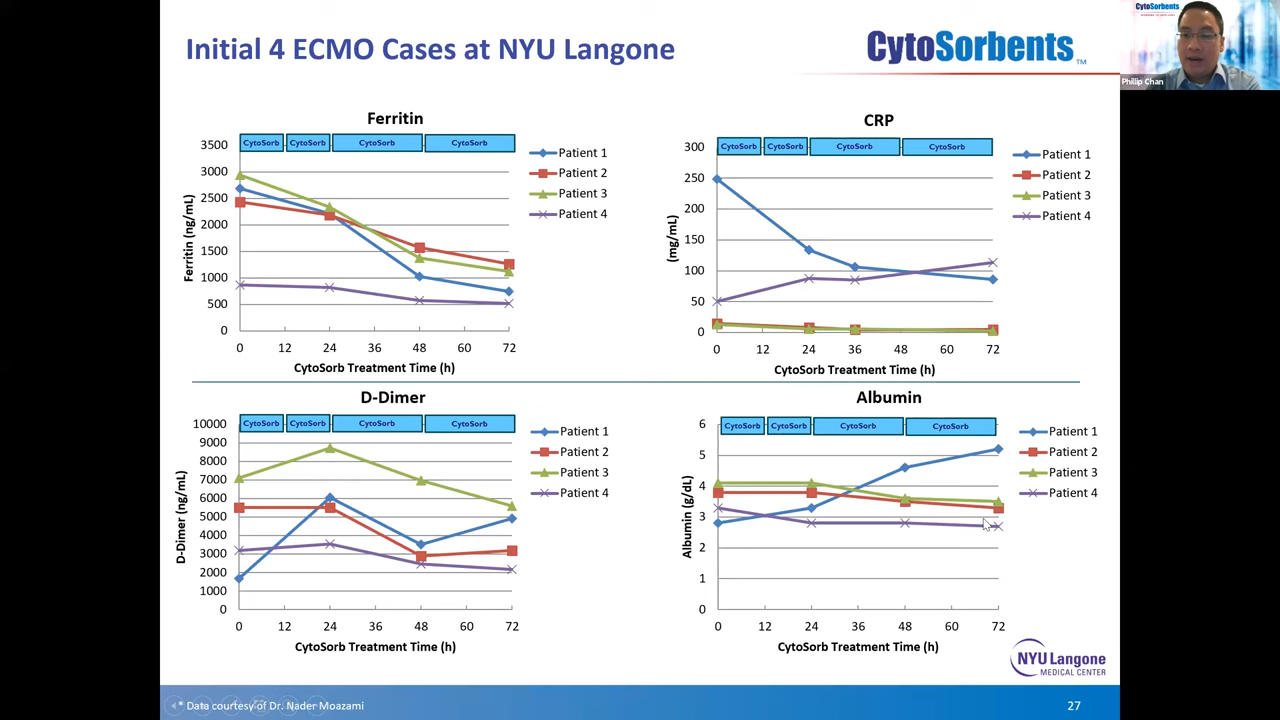 Initial 4 ECMO Cases at NYU Langone
CytoSorbents™
CytoSorbents
Phillip Chan
Ferritin
CytoSorb CytoSorb CytoSorb CytoSorb
3500
3000
2500
2000
1500
1000
500
0
Ferritin (ng/mL)
0 12 24 36 48 60 72
CytoSorb Treatment Time (h)
Patient 1
Patient 2
Patient 3
Patient 4
CRP
CytoSorb CytoSorb CytoSorb CytoSorb
300
250
200
150
100
50
0
(mg/mL)
0 12 24 36 48 60 72
CytoSorb Treatment Time (h)
Patient 1
Patient 2
Patient 3
Patient 4
D-Dimer
CytoSorb CytoSorb CytoSorb CytoSorb
10000
9000
8000
7000
6000
5000
4000
3000
2000
1000
0
D-Dimer (ng/mL)
0 12 24 36 48 60 72
CytoSorb Treatment Time (h)
Patient 1
Patient 2
Patient 3
Patient 4
Albumin
CytoSorb CytoSorb CytoSorb CytoSorb
6
5
4
3
2
1
0
Albumin (g/dL)
0 12 24 36 48 60 72
CytoSorb Treatment Time (h)
Patient 1
Patient 2
Patient 3
Patient 4
NYU Langone
MEDICAL CENTER
* Data courtesy of Dr. Nader Moazami
27